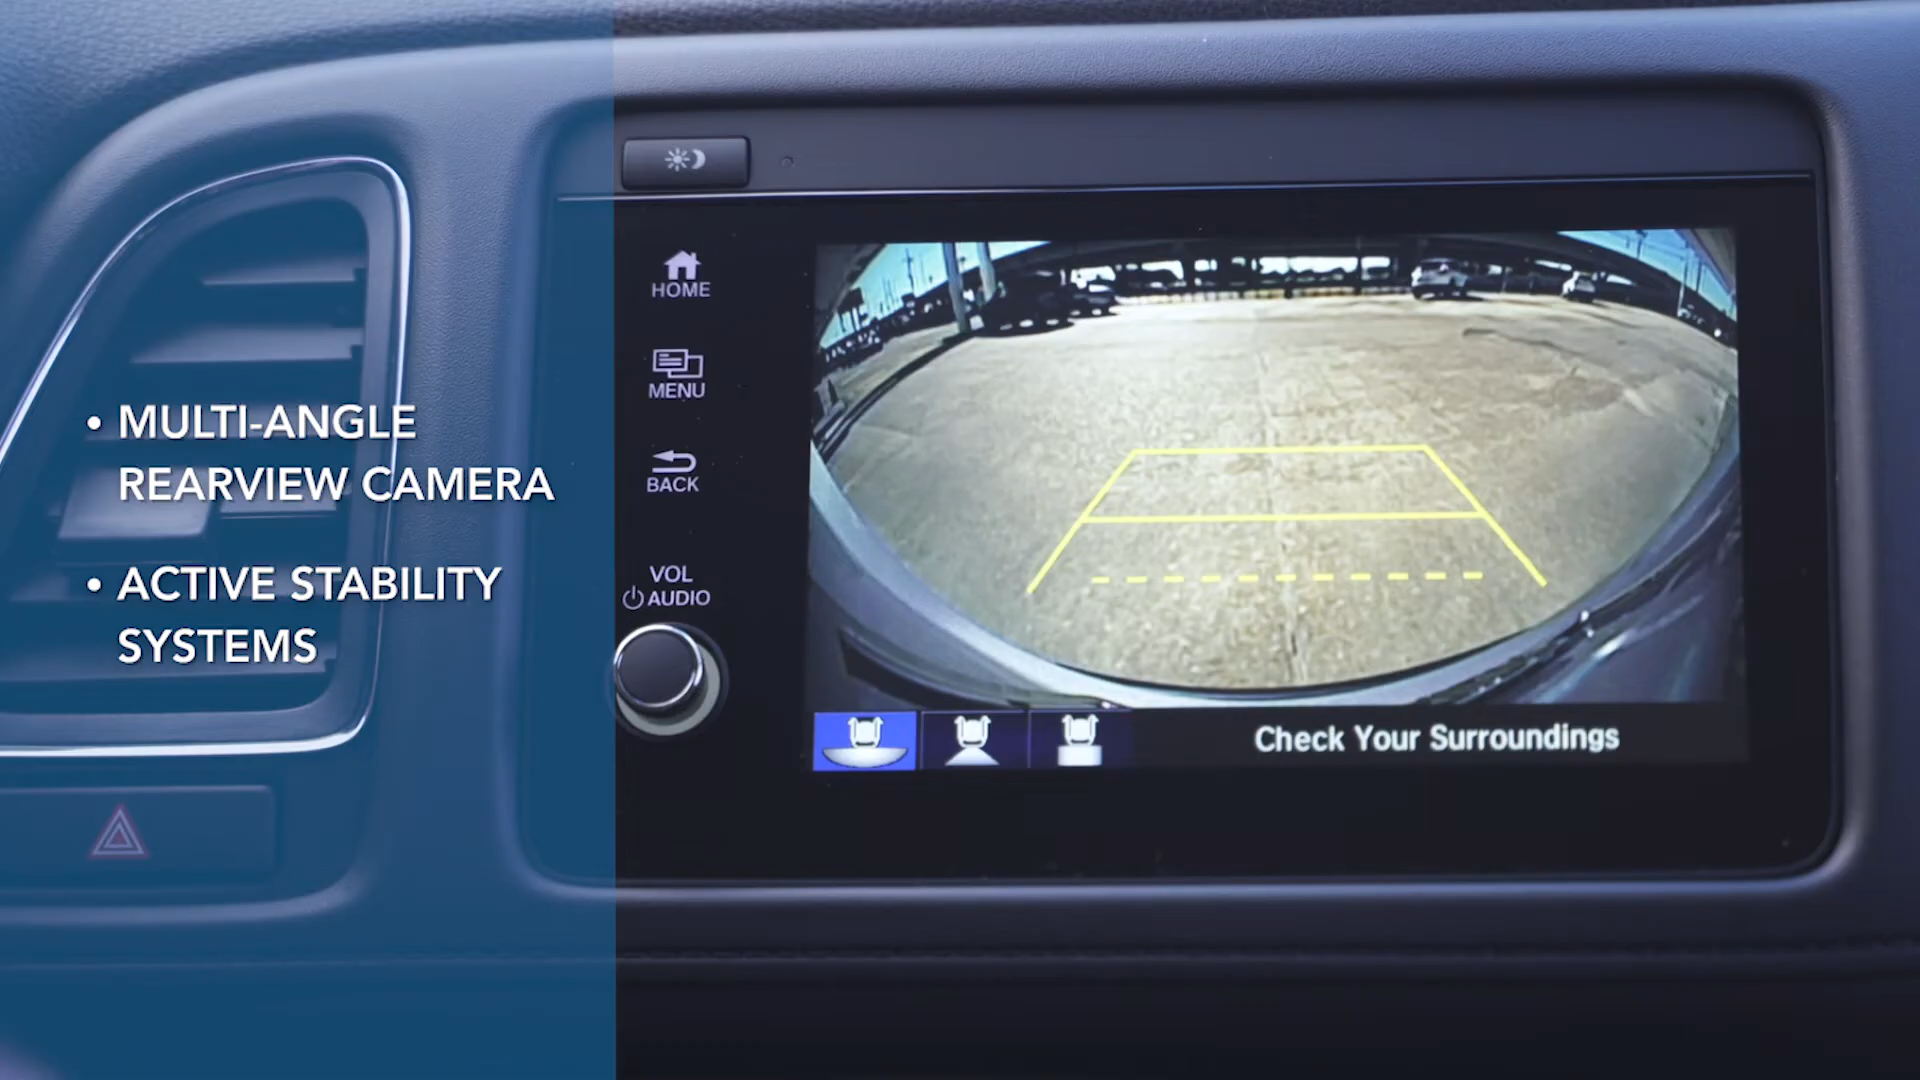 • MULTI-ANGLE
REARVIEW CAMERA
• ACTIVE STABILITY
SYSTEMS
HOME
MENU
BACK
VOL
AUDIO
Check Your Surroundings